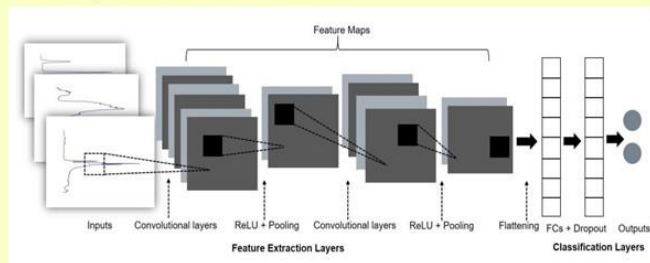 Feature Maps
Inputs
Convolutional layers
ReLU + Pooling
Convolutional layers
ReLU + Pooling
Flattening
FCs + Dropout
Outputs
Feature Extraction Layers
Classification Layers